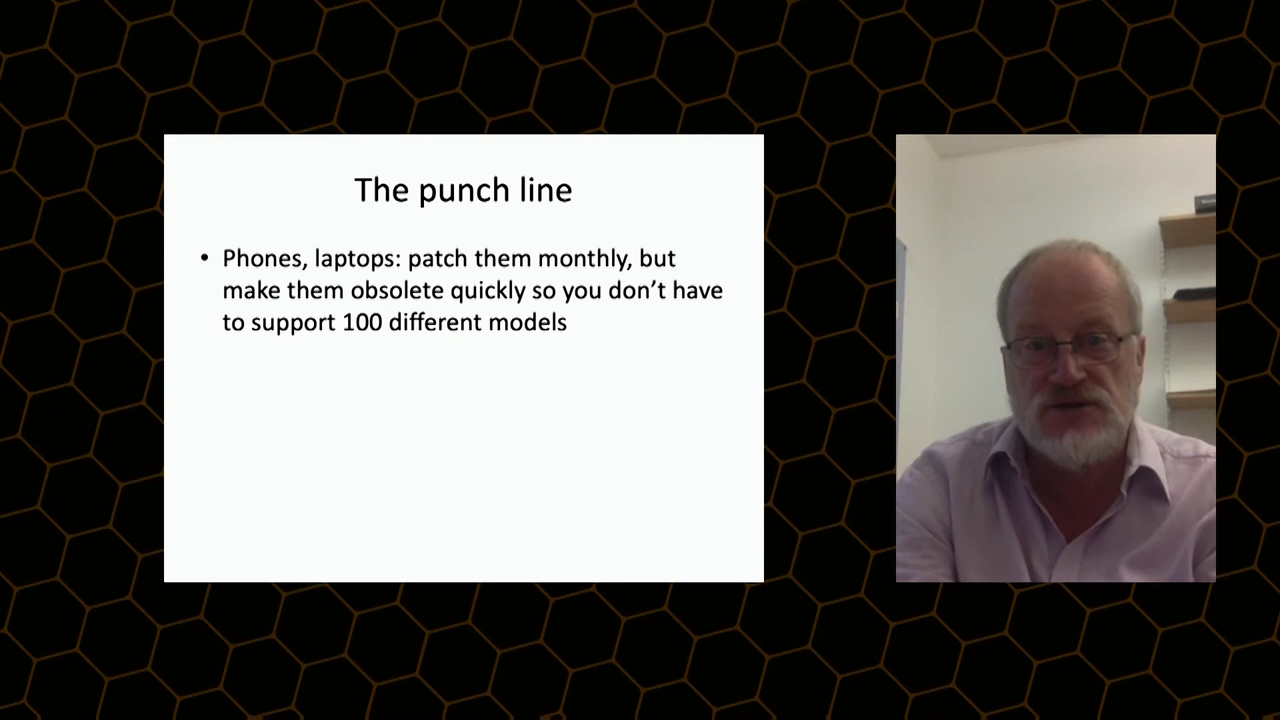 The punch line
• Phones, laptops: patch them monthly, but
make them obsolete quickly so you don’t have
to support 100 different models